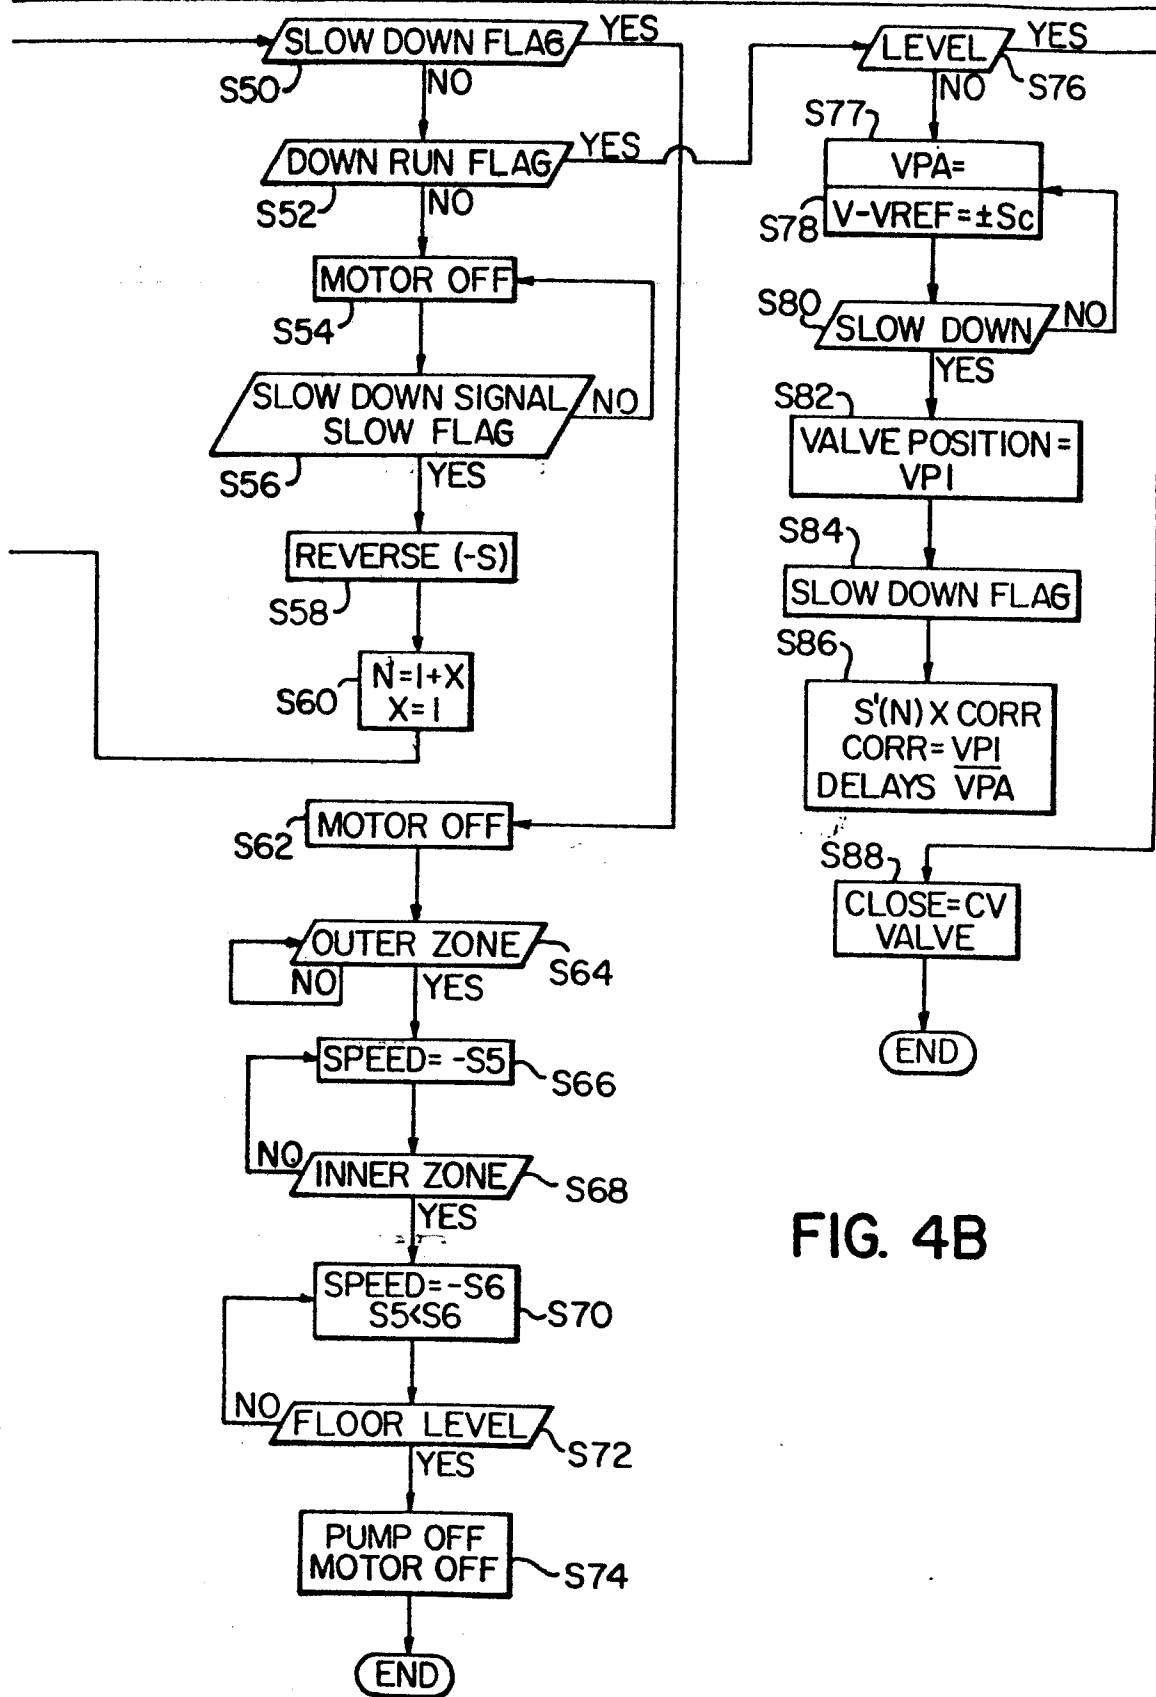 SLOW DOWN FLAG
YES
S50
NO
DOWN RUN FLAG
YES
S52
NO
MOTOR OFF
S54
SLOW DOWN SIGNAL
SLOW FLAG
NO
S56
YES
REVERSE (-S)
S58
N=1+X
X=1
S60
MOTOR OFF
S62
OUTER ZONE
S64
NO
YES
SPEED= -S5
S66
NO
INNER ZONE
S68
YES
SPEED=-S6
S5<S6
S70
NO
FLOOR LEVEL
S72
YES
PUMP OFF
MOTOR OFF
S74
END
LEVEL
YES
S76
NO
S77
VPA=
S78
V-VREF=±Sc
S80
SLOW DOWN
NO
YES
S82
VALVE POSITION=
VPI
S84
SLOW DOWN FLAG
S86
S'(N) X CORR
CORR= VPI
DELAYS VPA
S88
CLOSE=CV
VALVE
END
FIG. 4B